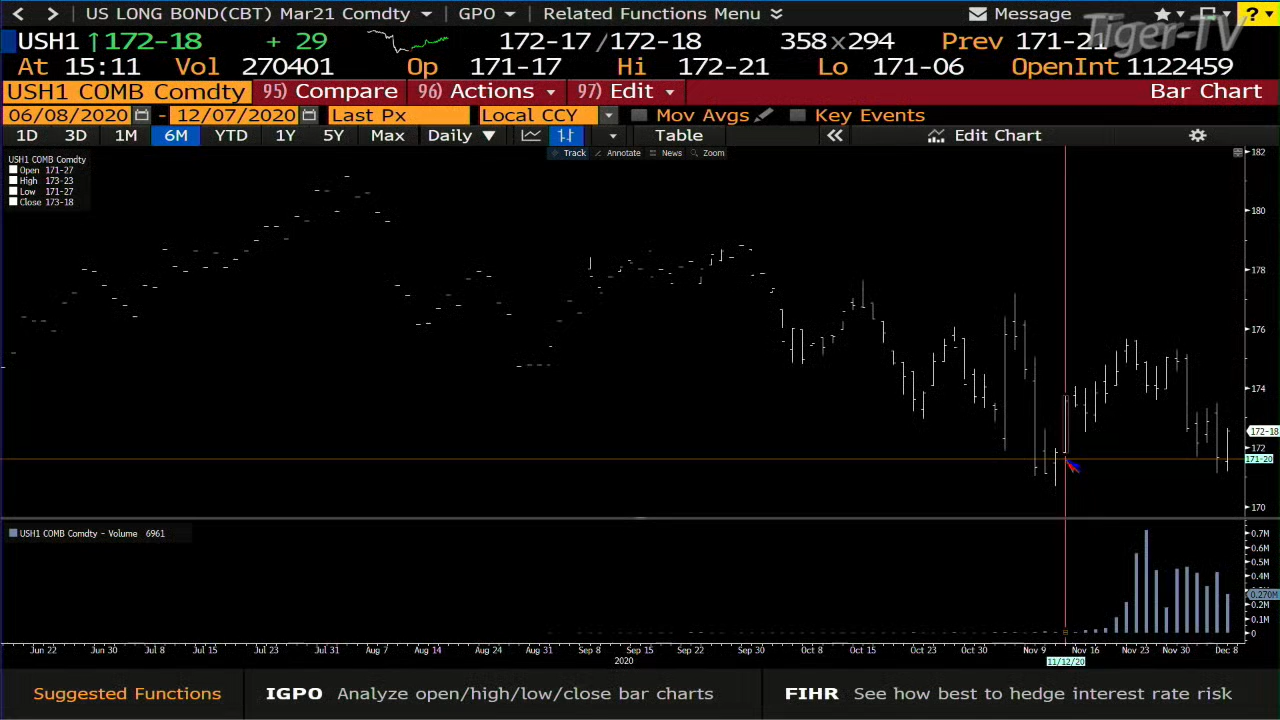 US LONG BOND(CBT) Mar21 Comdty GPO Related Functions Menu Message ?
USH1 ↑172-18 + 29 172-17 /172-18 358 x 294 Prev 171-21
Tiger-TV
At 15:11 Vol 270401 Op 171-17 Hi 172-21 Lo 171-06 OpenInt 1122459
USH1 COMB Comdty 95) Compare 96) Actions 97) Edit Bar Chart
06/08/2020 - 12/07/2020 Last Px Local CCY Mov Avgs Key Events
1D 3D 1M 6M YTD 1Y 5Y Max Daily ▼ Table « Edit Chart
Track Annotate News Zoom
USH1 COMB Comdty
Open 171-27
High 173-23
Low 171-27
Close 173-18
182
180
178
176
174
172-18
172
171-20
170
USH1 COMB Comdty - Volume 6961
0.7M
0.6M
0.5M
0.4M
0.270M
0.2M
0.1M
0
Jun 22 Jun 30 Jul 8 Jul 15 Jul 23 Jul 31 Aug 7 Aug 14 Aug 24 Aug 31 Sep 8 Sep 15 Sep 22 Sep 30 Oct 8 Oct 15 Oct 23 Oct 30 Nov 9 Nov 16 Nov 23 Nov 30 Dec 8
2020 11/12/20
Suggested Functions IGPO Analyze open/high/low/close bar charts FIHR See how best to hedge interest rate risk